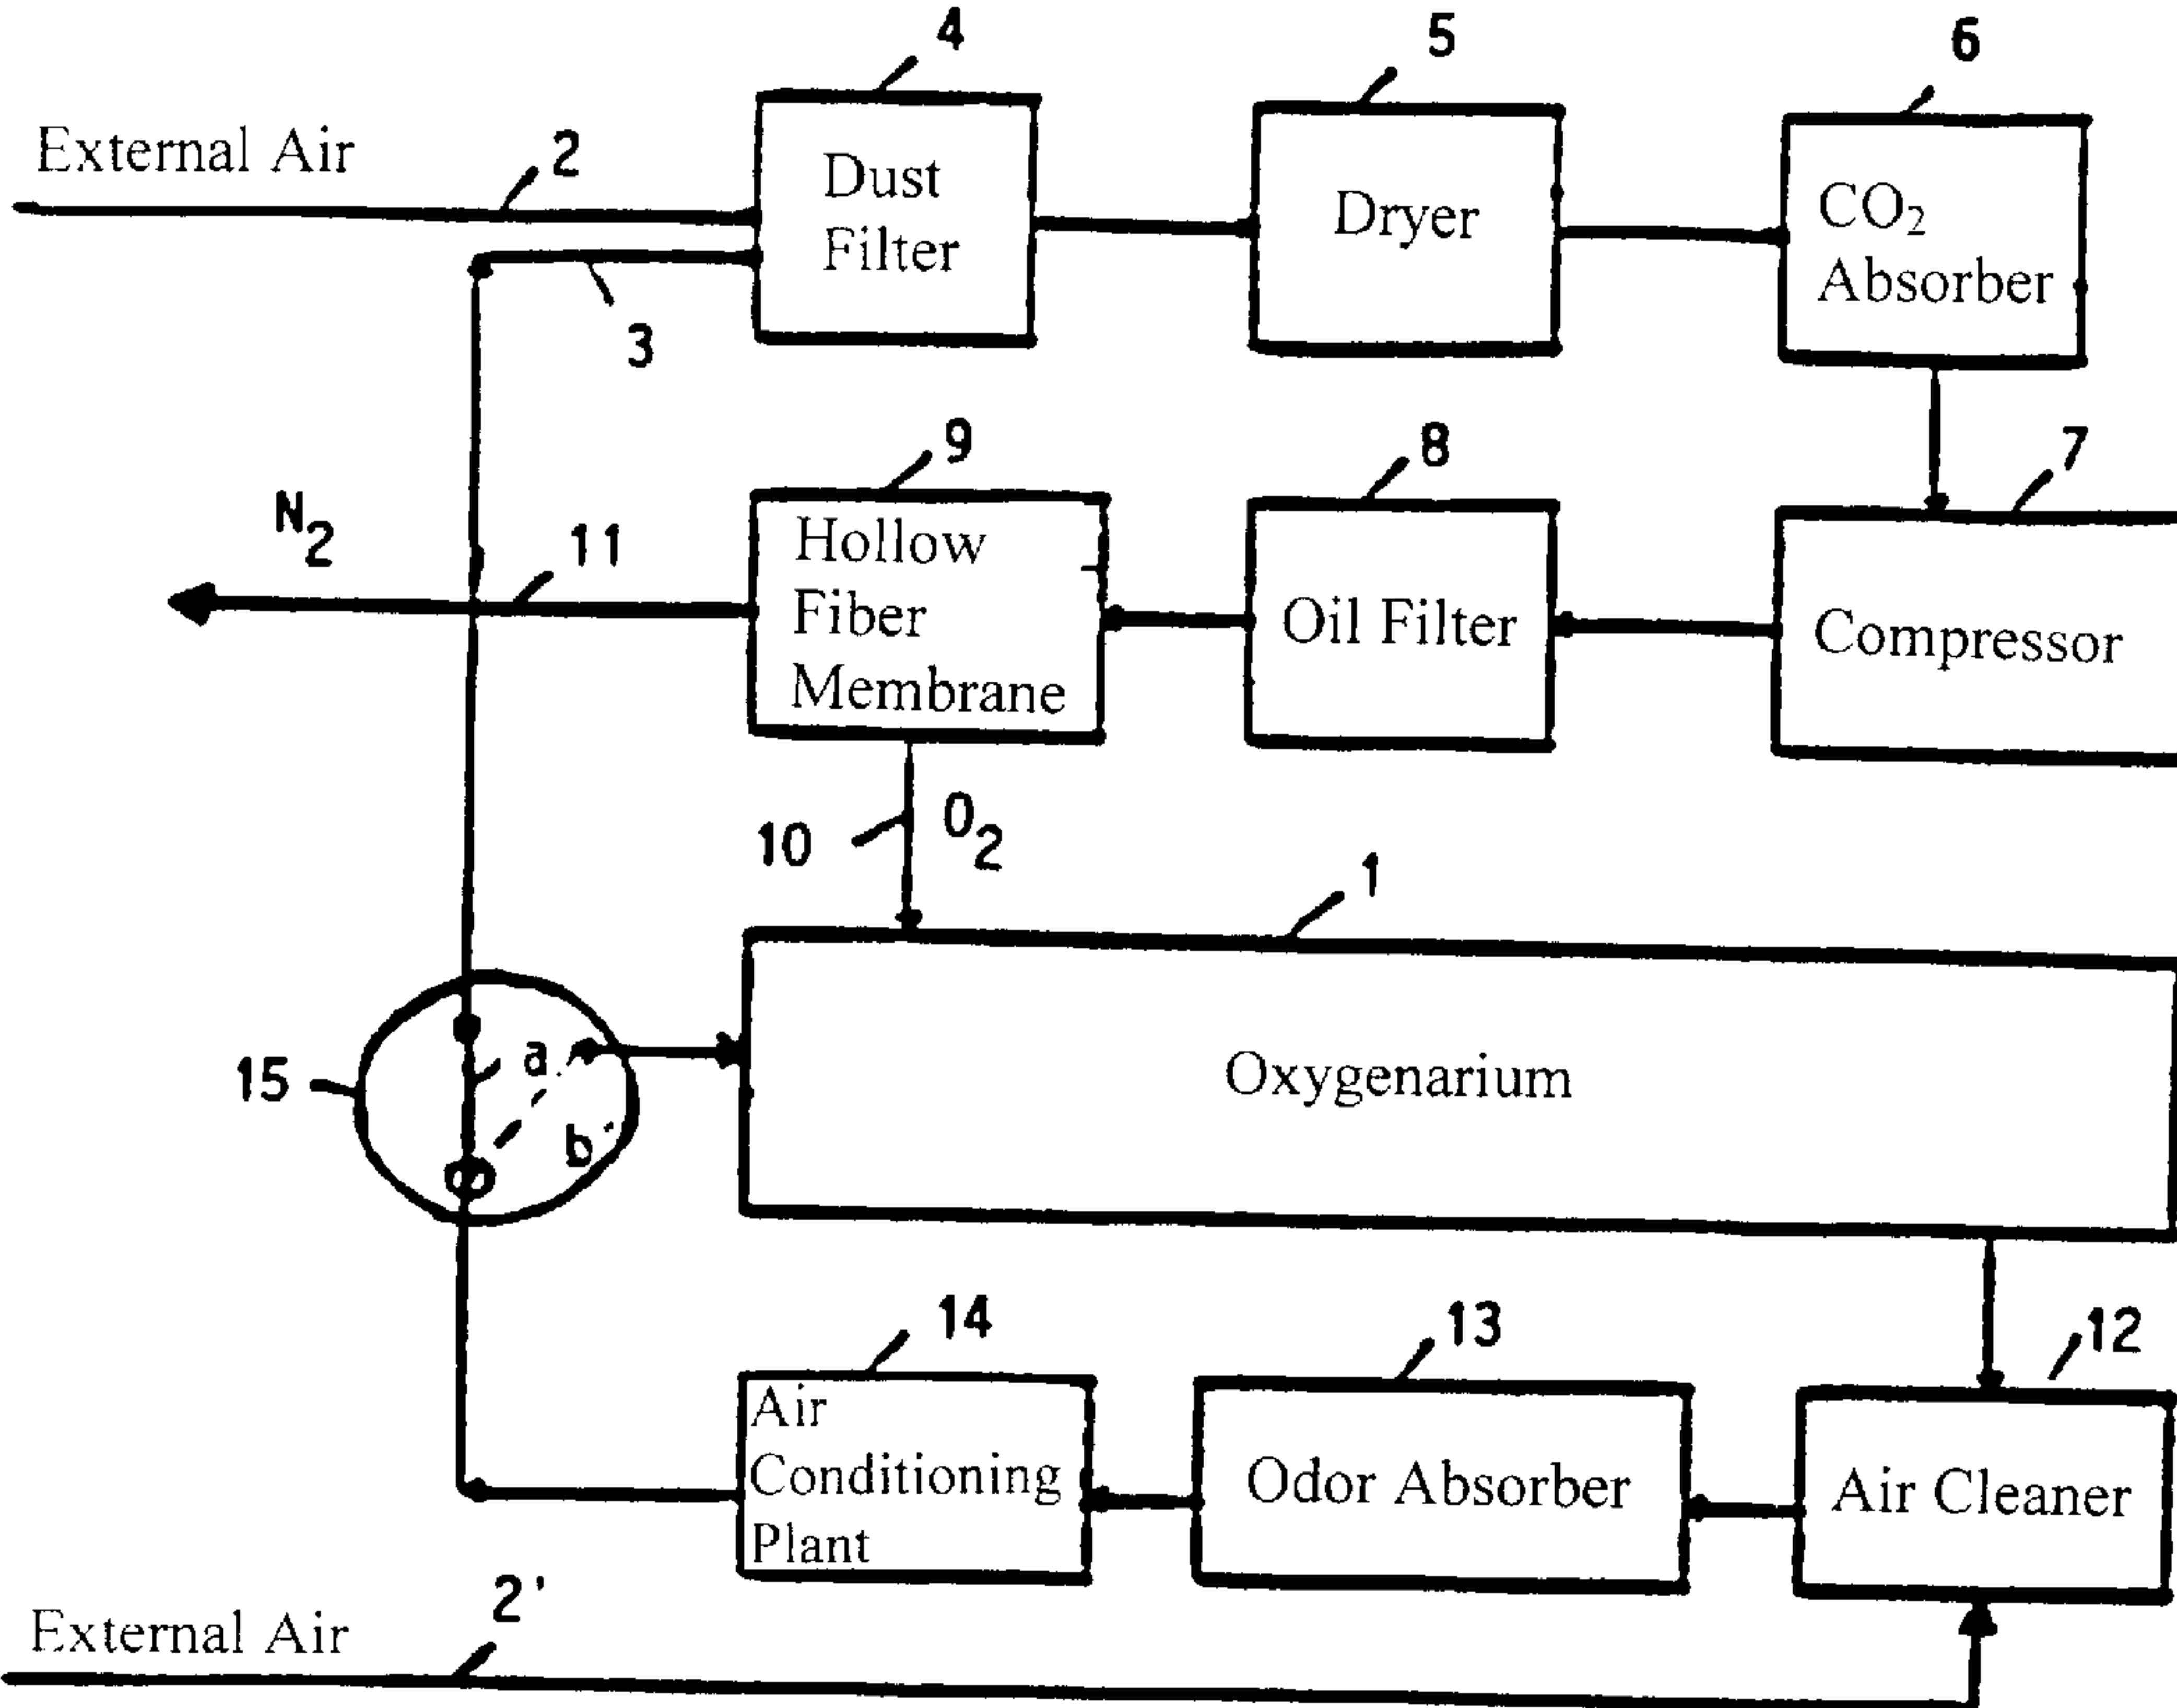 4
5
6
External Air
2
Dust
Filter
Dryer
CO₂
Absorber
3
9
8
7
N₂
11
Hollow
Fiber
Membrane
Oil Filter
Compressor
10
O₂
1
15
a
b
Oxygenarium
14
13
12
Air
Conditioning
Plant
Odor Absorber
Air Cleaner
2'
External Air